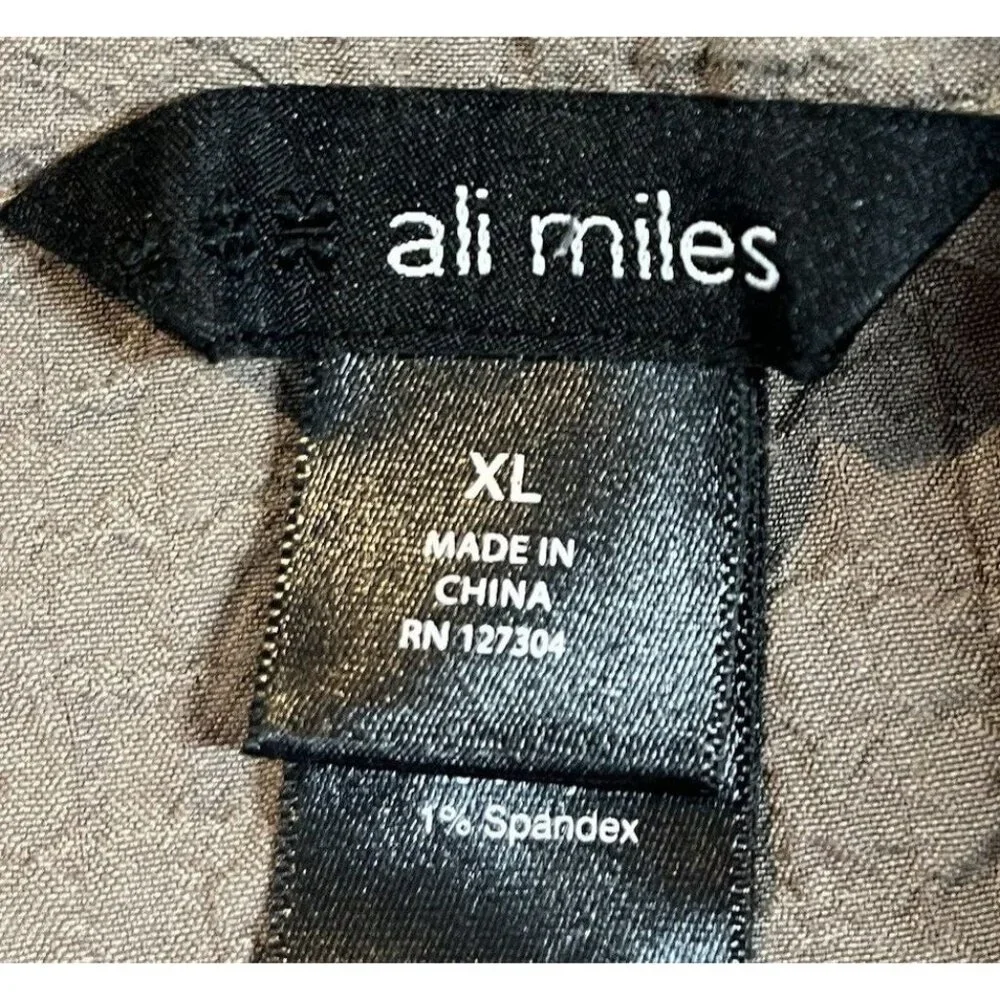 ali miles
XL
MADE IN
CHINA
RN 127304
1% Spandex